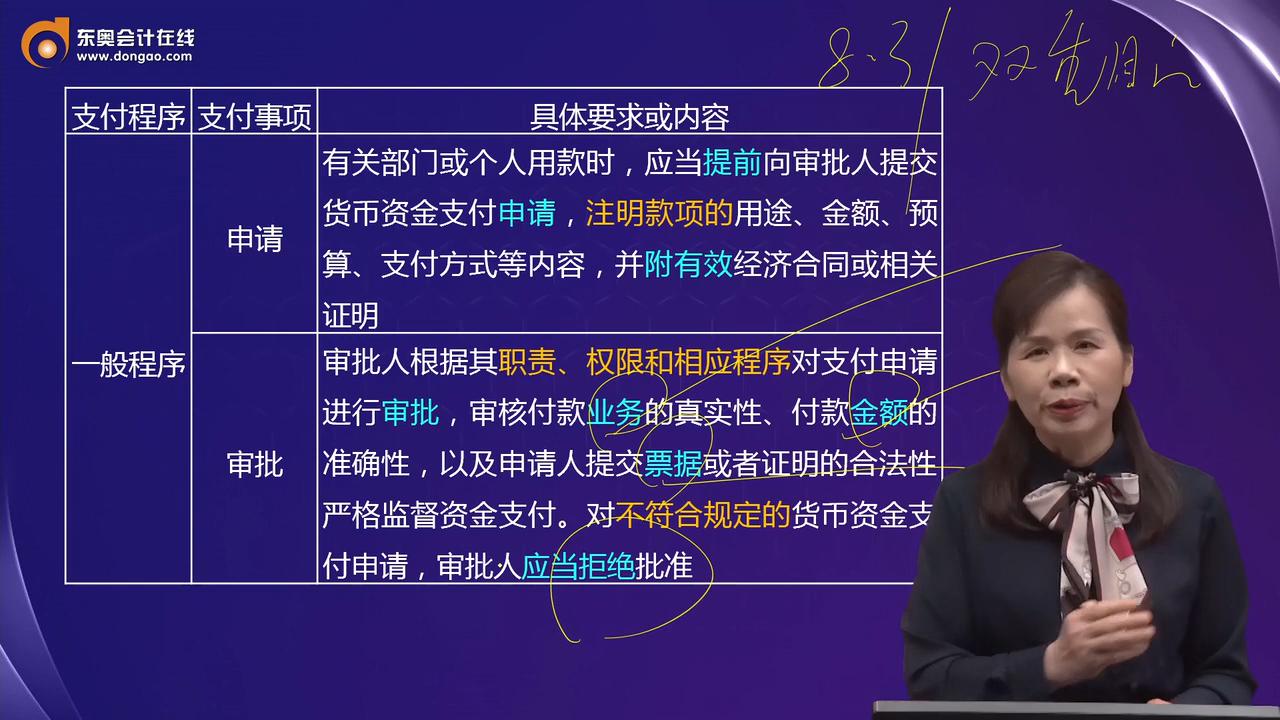 东奥会计在线
www.dongao.com
8.31 双
支付程序 支付事项 具体要求或内容
一般程序
申请
有关部门或个人用款时，应当提前向审批人提交
货币资金支付申请，注明款项的用途、金额、预
算、支付方式等内容，并附有效经济合同或相关
证明
审批
审批人根据其职责、权限和相应程序对支付申请
进行审批，审核付款业务的真实性、付款金额的
准确性，以及申请人提交票据或者证明的合法性
严格监督资金支付。对不符合规定的货币资金支
付申请，审批人应当拒绝批准